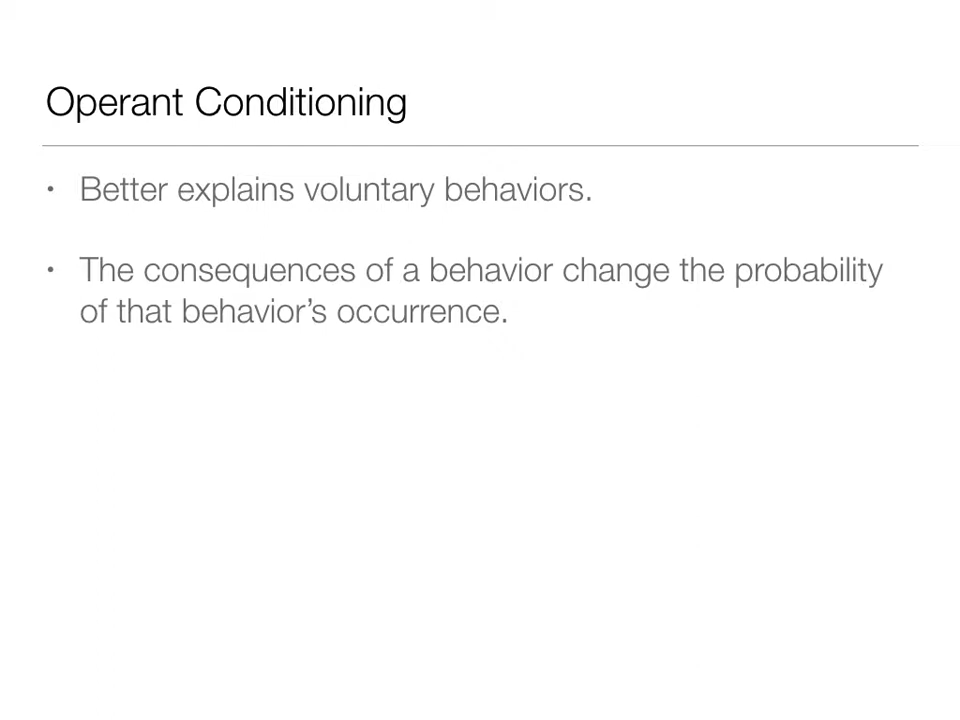 Operant Conditioning
• Better explains voluntary behaviors.
• The consequences of a behavior change the probability
of that behavior’s occurrence.